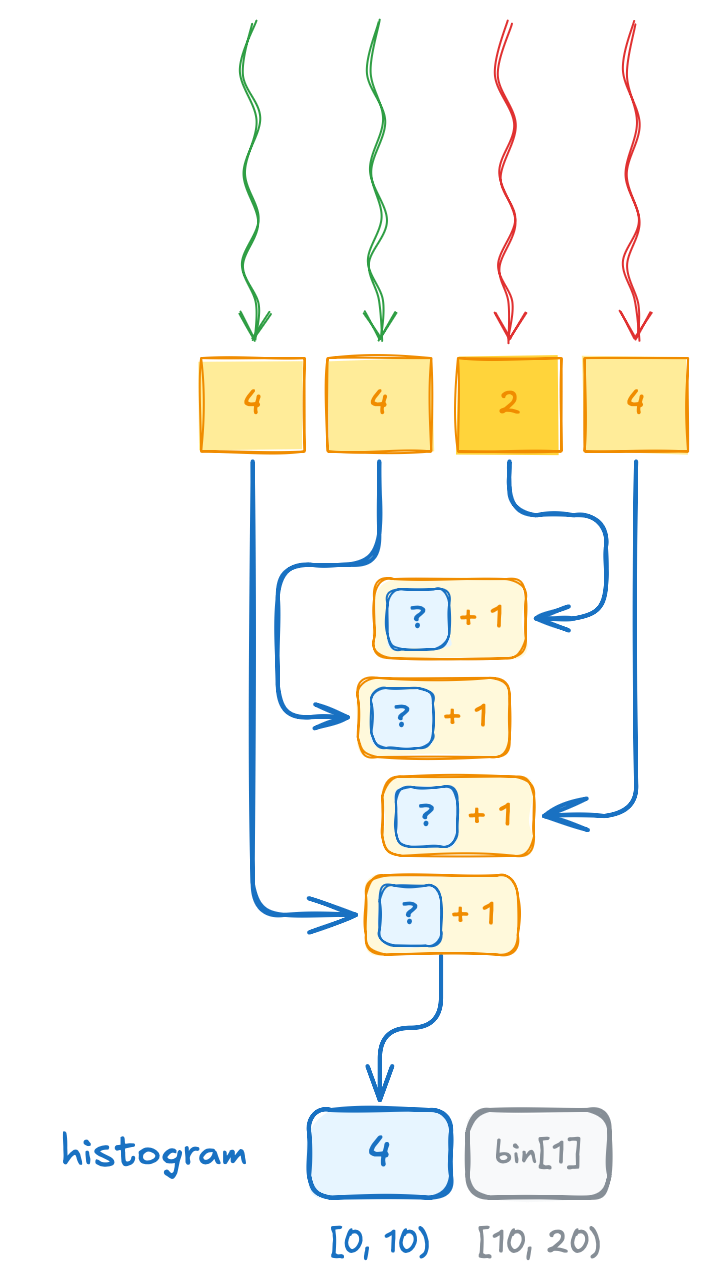 4 4 2 4
? + 1
? + 1
? + 1
? + 1
histogram 4 bin[1]
[0, 10) [10, 20)